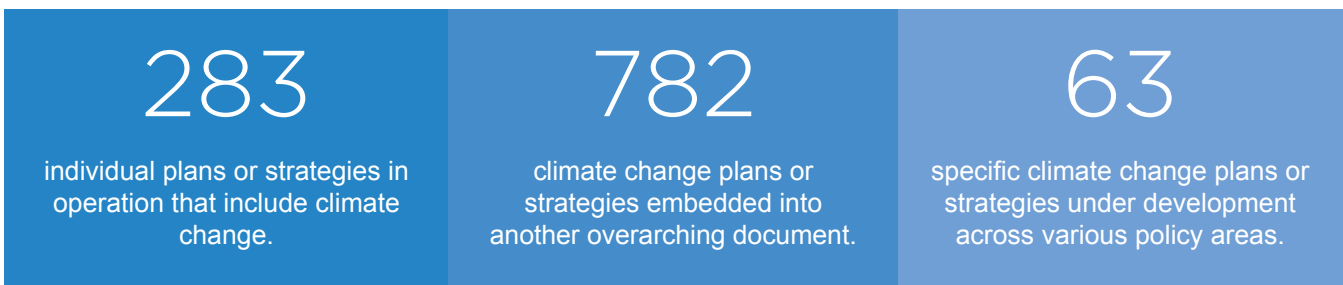 283
individual plans or strategies in
operation that include climate
change.
782
climate change plans or
strategies embedded into
another overarching document.
63
specific climate change plans or
strategies under development
across various policy areas.